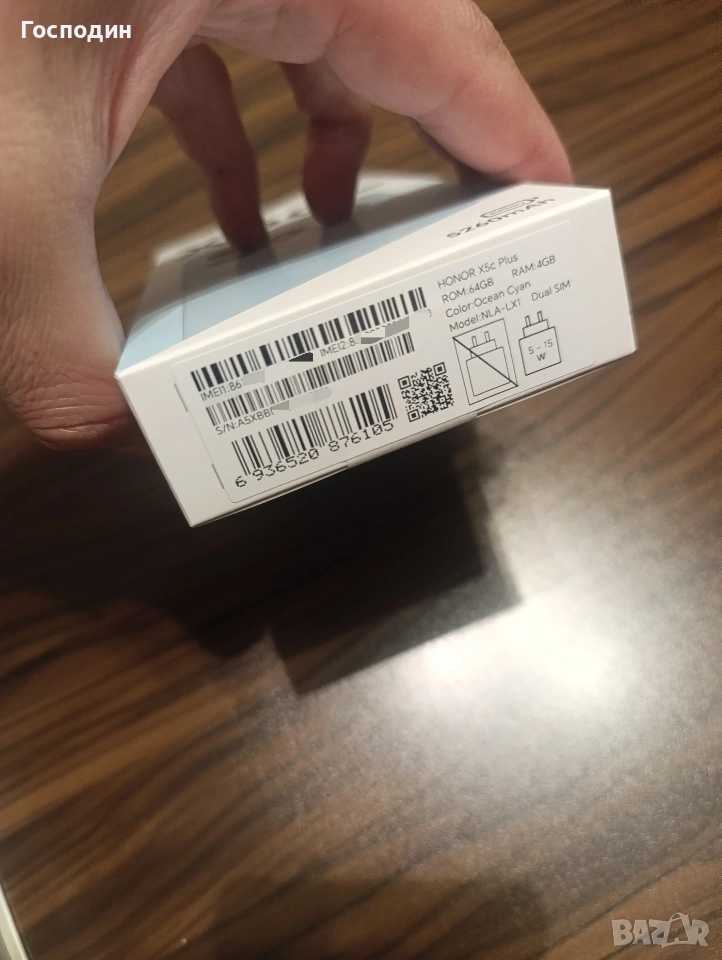 Господин
5260mAh
HONOR X5c Plus
ROM:64GB RAM:4GB
Color:Ocean Cyan
Model:NLA-LX1 Dual SIM
5 - 15
W
IMEI1:86
IMEI2:8
S/N:A5XBB
6 936520 876105
BAZAR